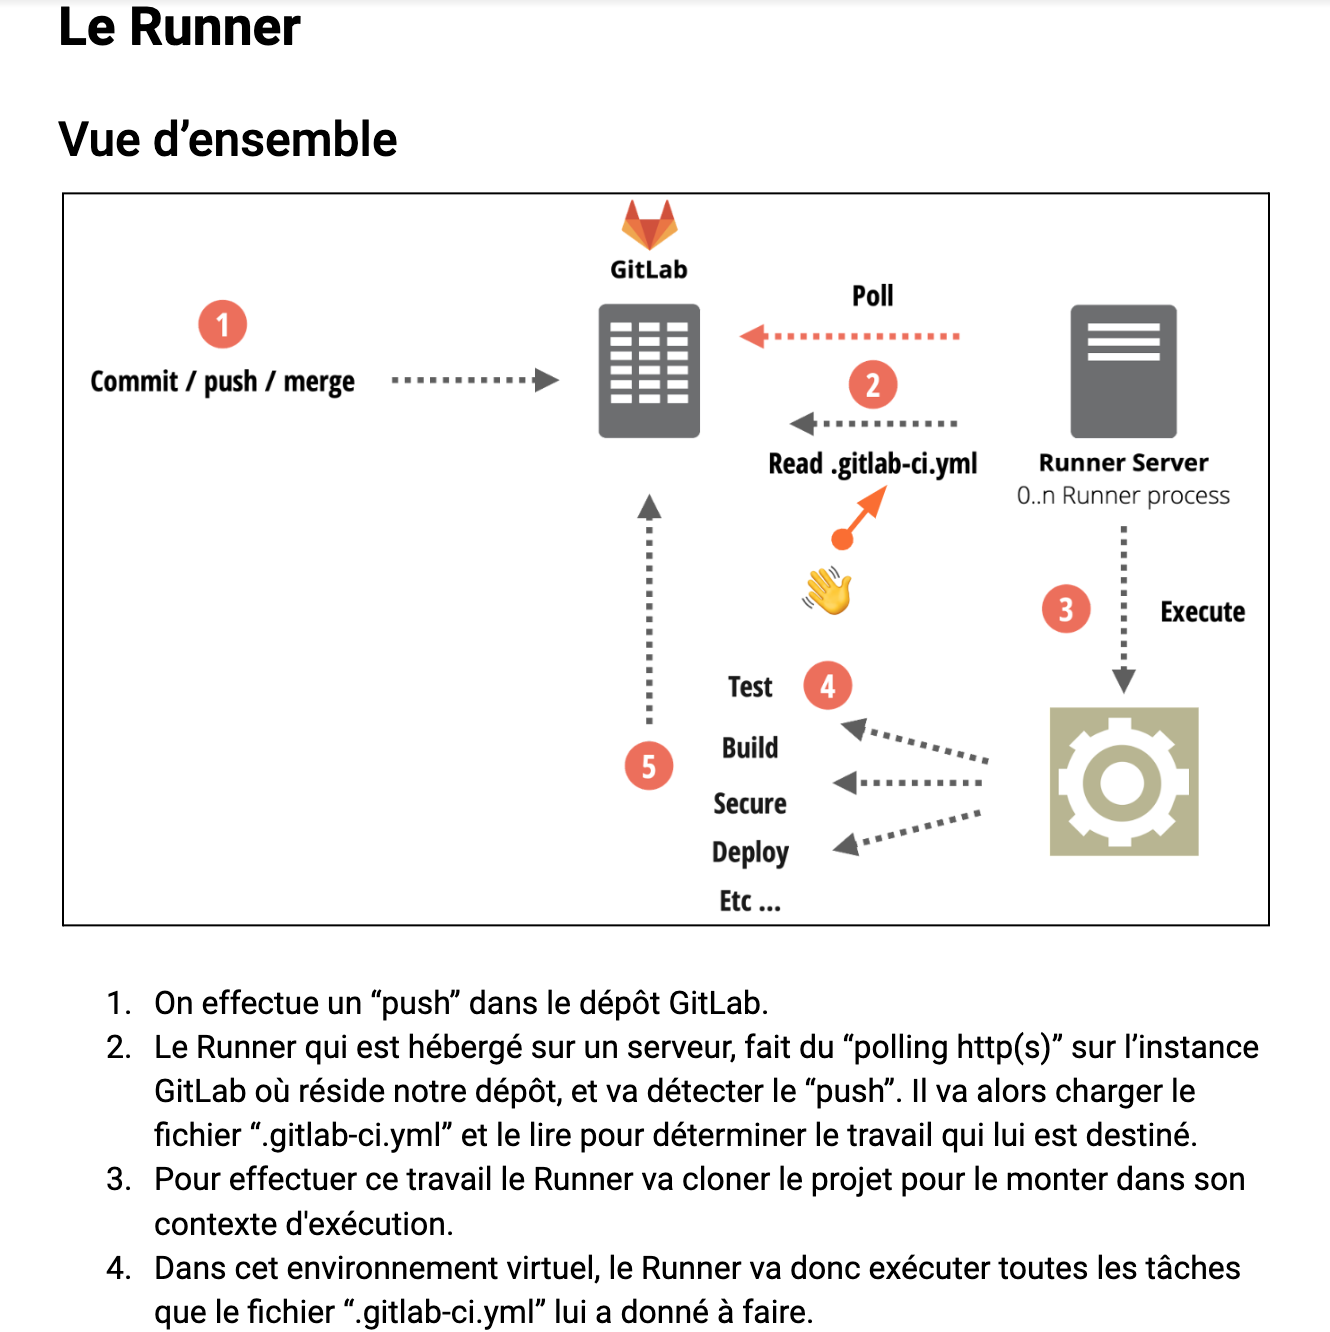 Le Runner
Vue d’ensemble
GitLab
Poll
1
Commit / push / merge
2
Read .gitlab-ci.yml
Runner Server
0..n Runner process
3
Execute
Test
4
Build
5
Secure
Deploy
Etc ...
1. On effectue un “push” dans le dépôt GitLab.
2. Le Runner qui est hébergé sur un serveur, fait du “polling http(s)” sur l’instance
GitLab où réside notre dépôt, et va détecter le “push”. Il va alors charger le
fichier “.gitlab-ci.yml” et le lire pour déterminer le travail qui lui est destiné.
3. Pour effectuer ce travail le Runner va cloner le projet pour le monter dans son
contexte d'exécution.
4. Dans cet environnement virtuel, le Runner va donc exécuter toutes les tâches
que le fichier “.gitlab-ci.yml” lui a donné à faire.